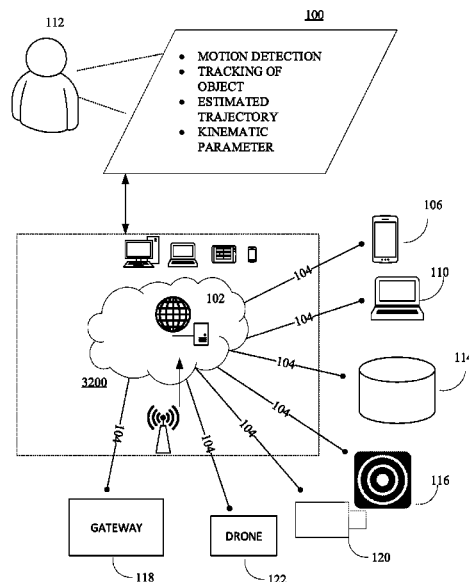 112
100
• MOTION DETECTION
• TRACKING OF
OBJECT
• ESTIMATED
TRAJECTORY
• KINEMATIC
PARAMETER
106
102
104
110
104
104
114
3200
104
104
104
104
116
GATEWAY
DRONE
120
118
122